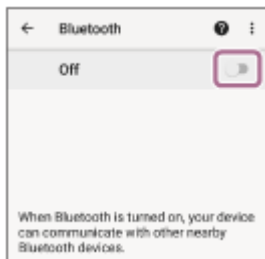 Bluetooth
Off
When Bluetooth is turned on, your device
can communicate with other nearby
Bluetooth devices.